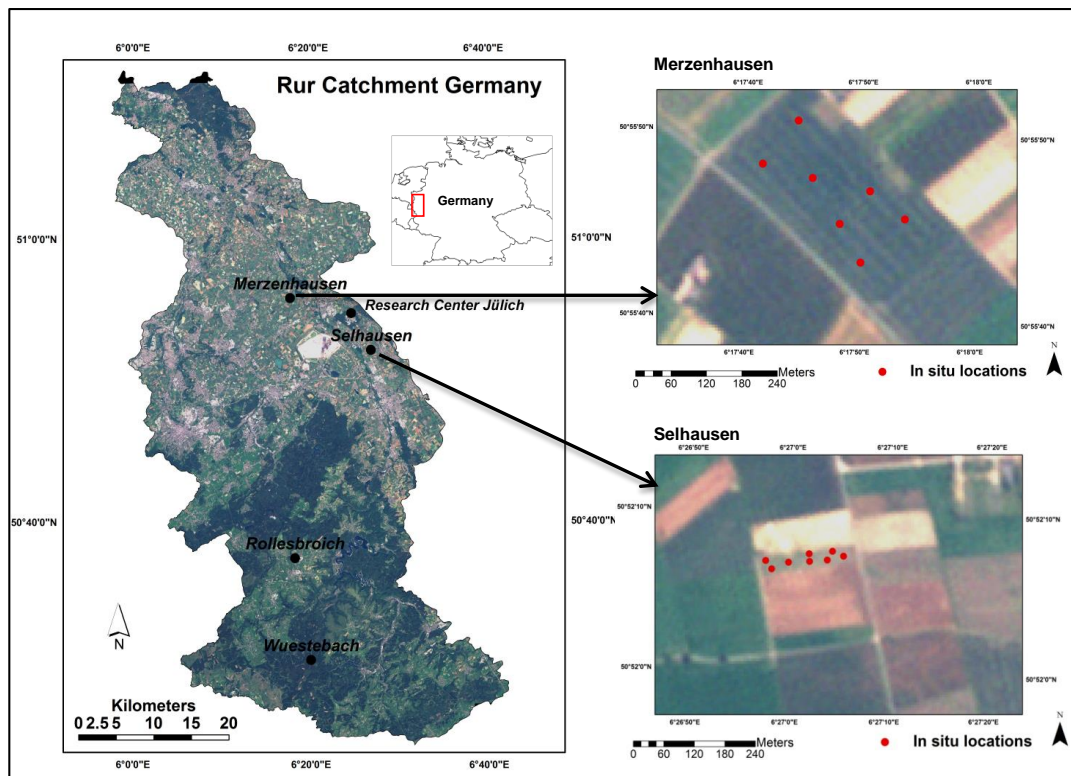 6°0'0"E 6°20'0"E 6°40'0"E
Rur Catchment Germany
Germany
51°0'0"N
51°0'0"N
Merzenhausen
Research Center Jülich
Selhausen
50°40'0"N
50°40'0"N
Rollesbroich
Wuestebach
N
Kilometers
0 2.5 5 10 15 20
6°0'0"E 6°20'0"E 6°40'0"E
Merzenhausen
6°17'40"E 6°17'50"E 6°18'0"E
50°55'50"N
50°55'50"N
50°55'40"N
50°55'40"N
6°17'40"E 6°17'50"E 6°18'0"E
Meters
0 60 120 180 240
In situ locations
N
Selhausen
6°26'50"E 6°27'0"E 6°27'10"E 6°27'20"E
50°52'10"N
50°52'10"N
50°52'0"N
50°52'0"N
6°26'50"E 6°27'0"E 6°27'10"E 6°27'20"E
Meters
0 60 120 180 240
In situ locations
N